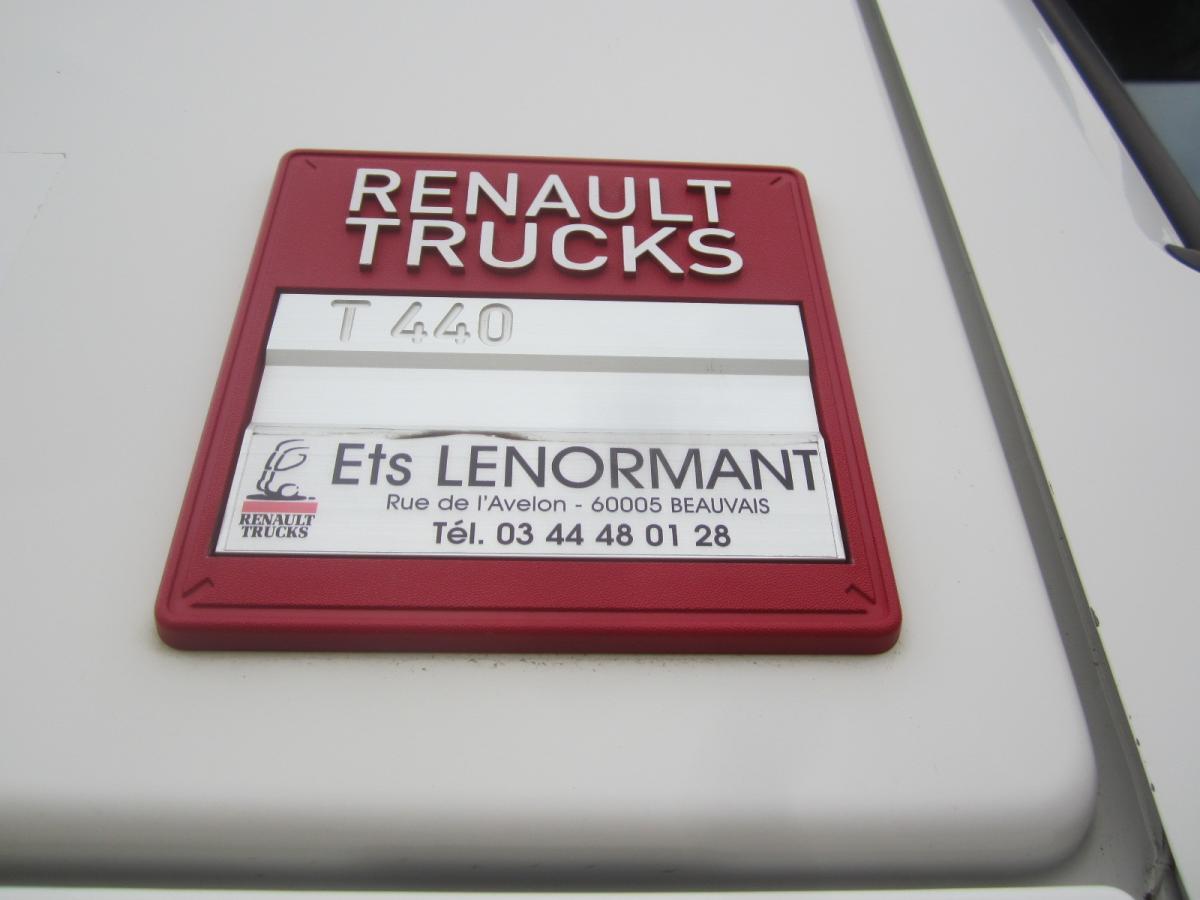 RENAULT
TRUCKS
T 440
Ets LENORMANT
Rue de l'Avelon - 60005 BEAUVAIS
Tél. 03 44 48 01 28
RENAULT
TRUCKS